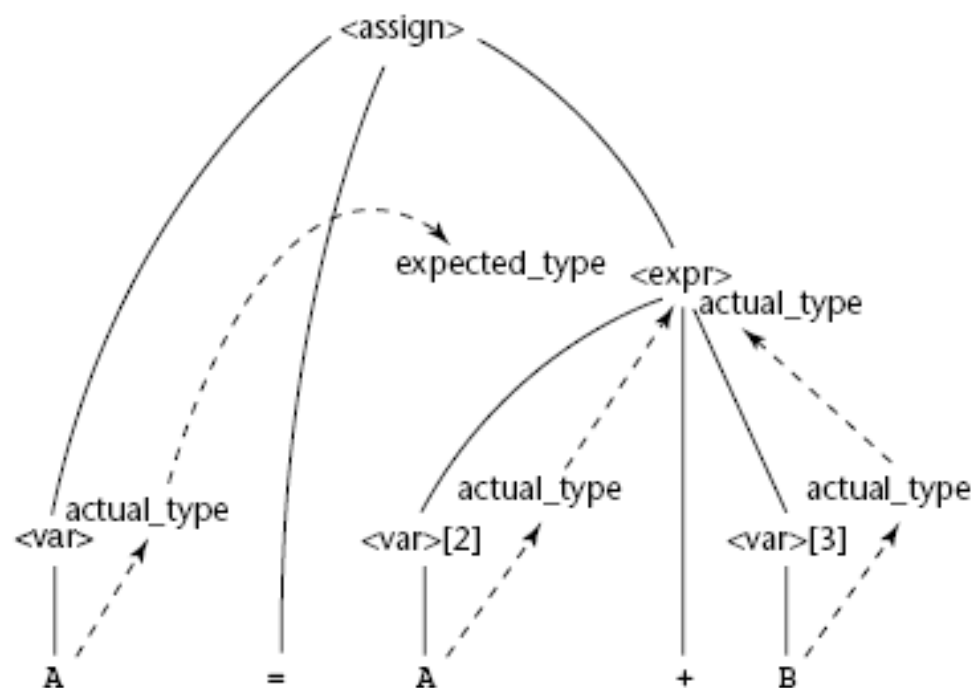 <assign>
expected_type
<expr>
actual_type
actual_type
actual_type
actual_type
<var>
<var>[2]
<var>[3]
A
=
A
+
B